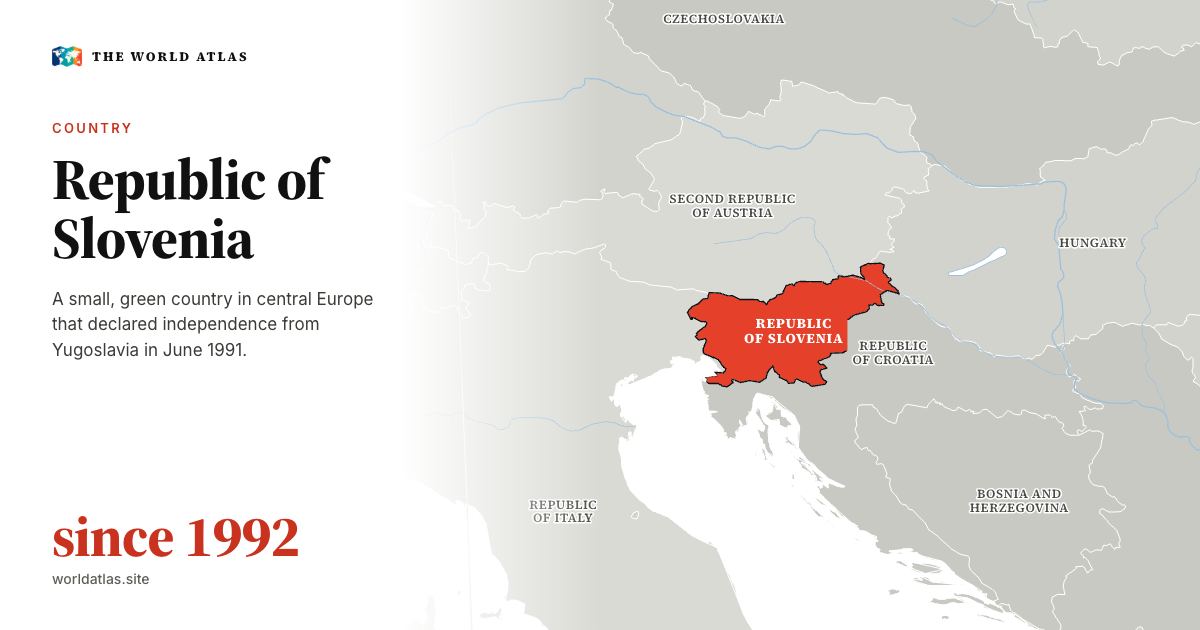 THE WORLD ATLAS
COUNTRY
Republic of
Slovenia
A small, green country in central Europe
that declared independence from
Yugoslavia in June 1991.
since 1992
worldatlas.site
CZECHOSLOVAKIA
SECOND REPUBLIC
OF AUSTRIA
HUNGARY
REPUBLIC
OF SLOVENIA
REPUBLIC
OF CROATIA
BOSNIA AND
HERZEGOVINA
REPUBLIC
OF ITALY